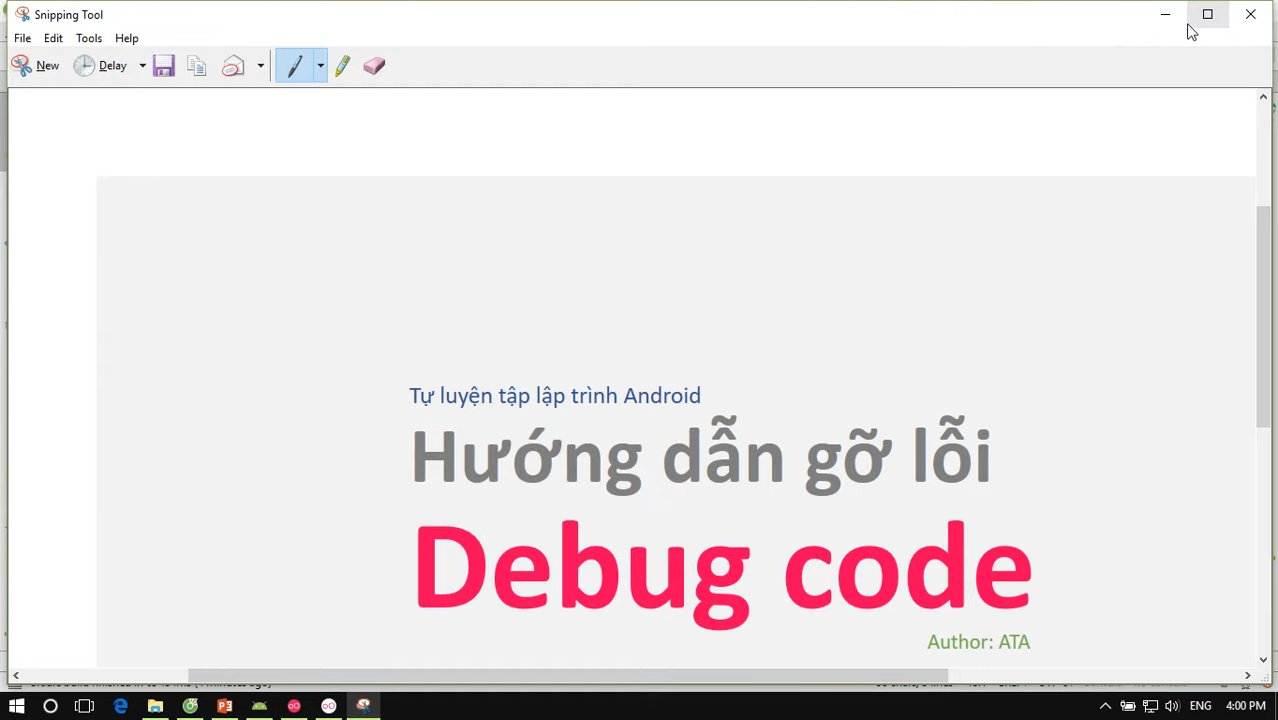 Snipping Tool
File Edit Tools Help
New Delay
Tự luyện tập lập trình Android
Hướng dẫn gỡ lỗi
Debug code
Author: ATA
ENG 4:00 PM